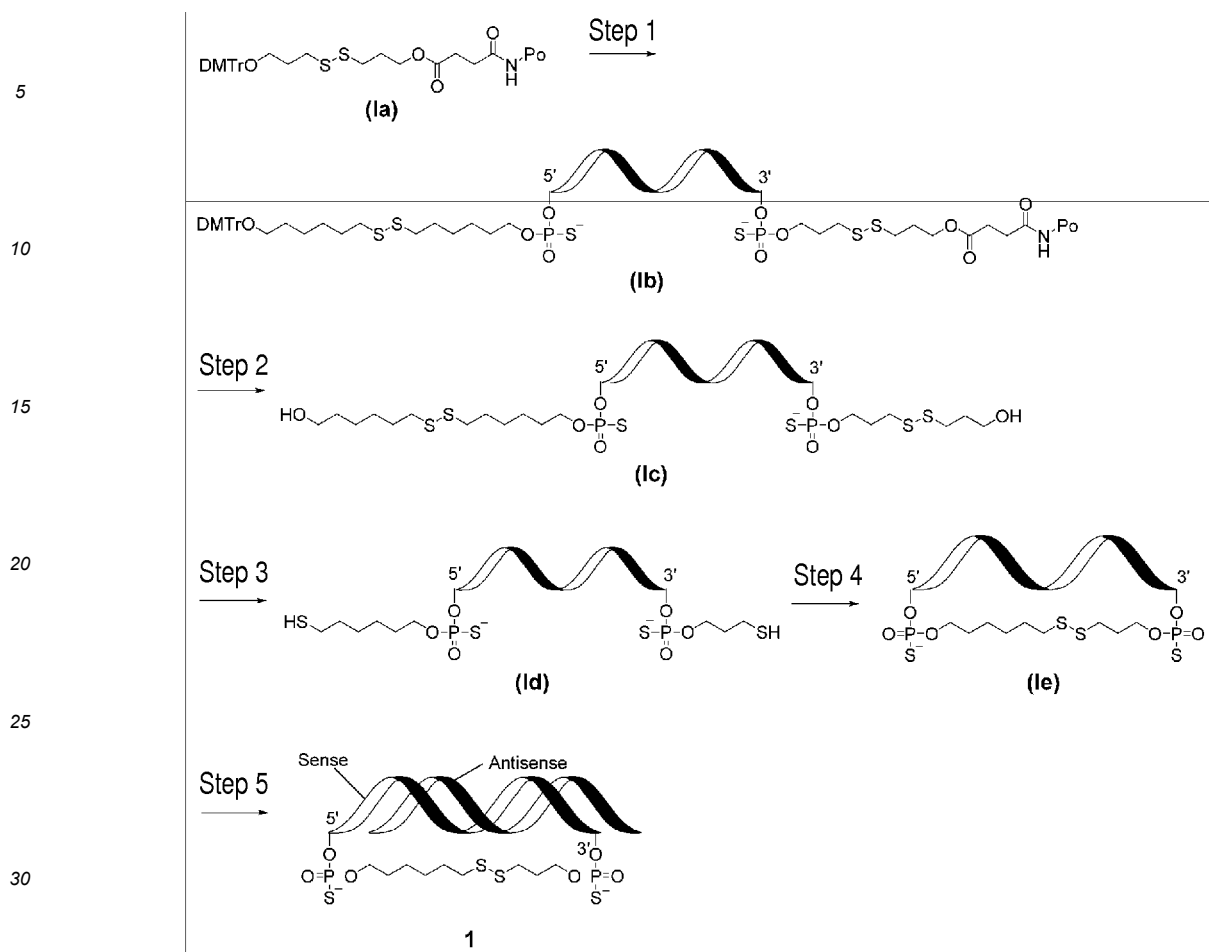 Step 1
DMTrO S S O O O N H Po
5
(Ia)
5' 3'
DMTrO S S O P O S⁻ O S⁻ P O O O S S O O O N H Po
10
(Ib)
Step 2
5' 3'
15
HO S S O P O S O S⁻ P O O O S S OH
(Ic)
20
Step 3
5' 3'
Step 4
5' 3'
HS O P O S⁻ O S⁻ P O O O SH
O=P O O S⁻ S S O P=O O S
(Id)
(Ie)
25
Step 5
Sense
Antisense
5'
3'
30
O=P O S⁻ O S S O O P=O S⁻
1